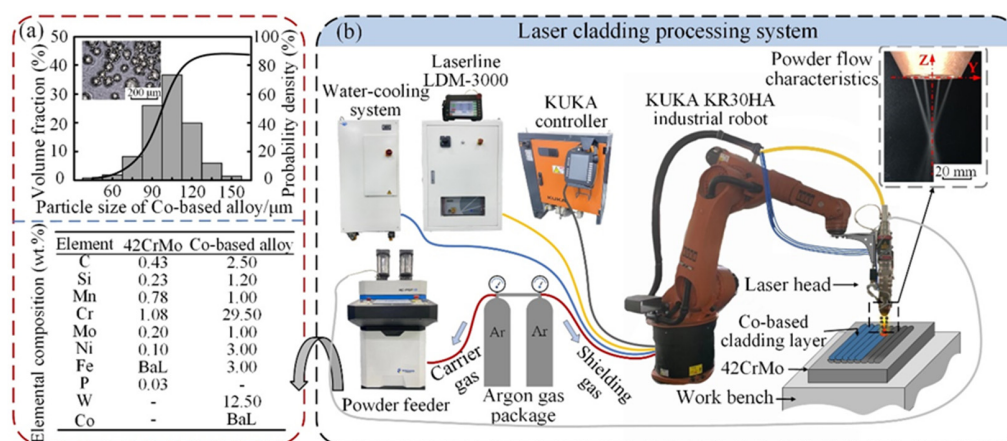 (a)
Volume fraction (%)
50
40
30
20
10
0
200 μm
100
80
60
40
20
0
Probability density (%)
60 90 120 150
Particle size of Co-based alloy/μm
Elemental composition (wt.%)
Element 42CrMo Co-based alloy
C 0.43 2.50
Si 0.23 1.20
Mn 0.78 1.00
Cr 1.08 29.50
Mo 0.20 1.00
Ni 0.10 3.00
Fe BaL 3.00
P 0.03 -
W - 12.50
Co - BaL
(b)
Laser cladding processing system
Water-cooling
system
Laserline
LDM-3000
KUKA
controller
KUKA
KUKA KR30HA
industrial robot
Powder flow
characteristics
Z
Y
20 mm
Laser head
Co-based
cladding layer
42CrMo
Work bench
Powder feeder
Carrier
gas
Ar
Ar
Shielding
gas
Argon gas
package